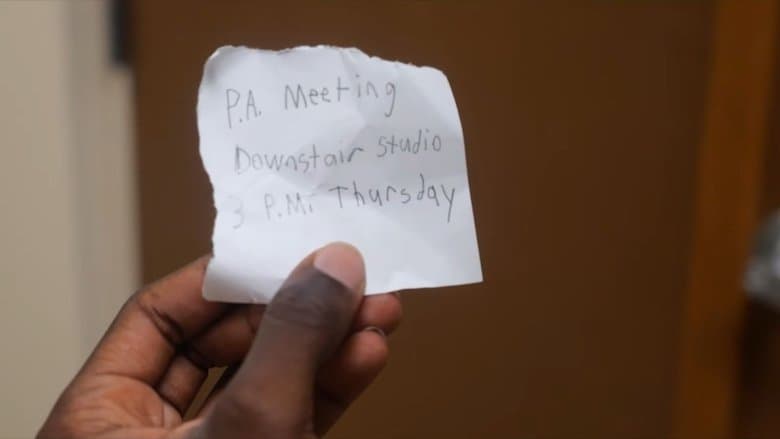 P.A. Meeting
Downstair studio
3 P.M. Thursday